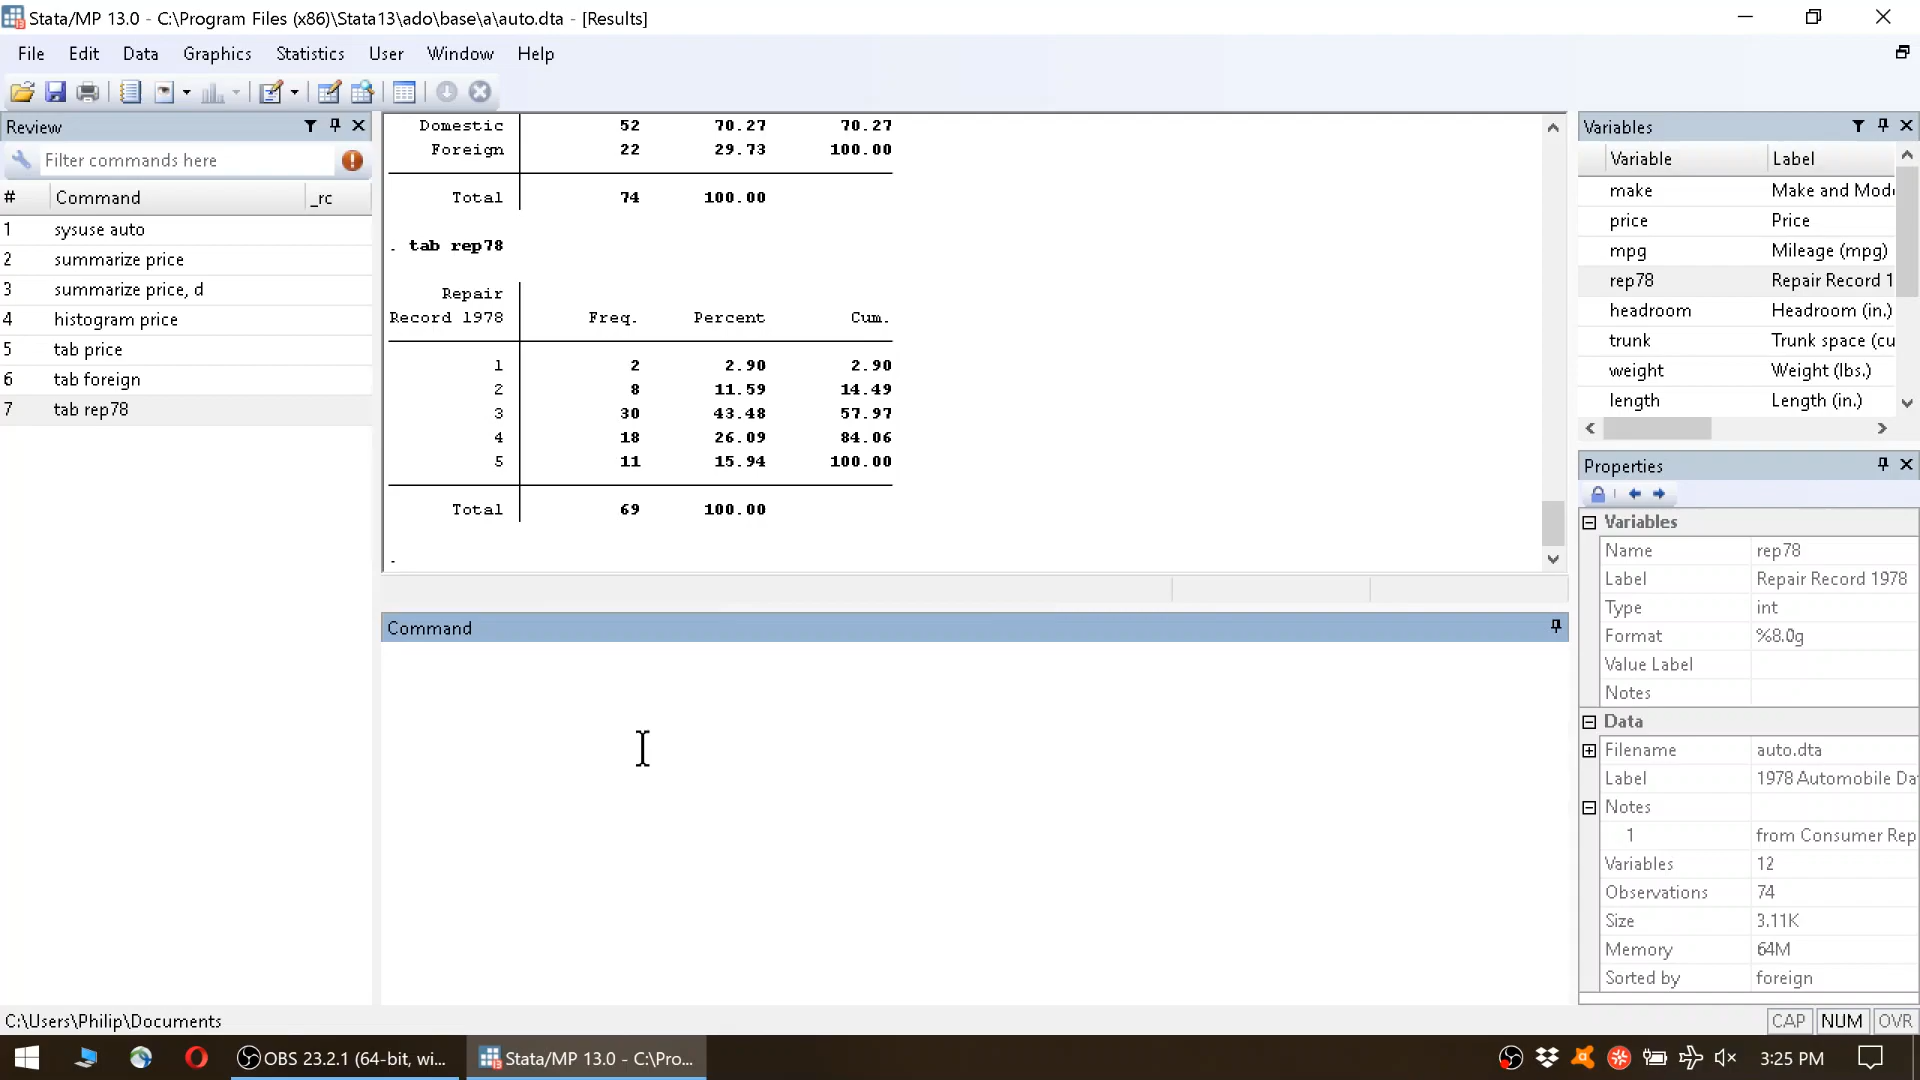 Stata/MP 13.0 - C:\Program Files (x86)\Stata13\ado\base\a\auto.dta - [Results]
File Edit Data Graphics Statistics User Window Help
Review
Filter commands here
# Command _rc
1 sysuse auto
2 summarize price
3 summarize price, d
4 histogram price
5 tab price
6 tab foreign
7 tab rep78
Domestic 52 70.27 70.27
Foreign 22 29.73 100.00
Total 74 100.00
. tab rep78
Repair
Record 1978 Freq. Percent Cum.
1 2 2.90 2.90
2 8 11.59 14.49
3 30 43.48 57.97
4 18 26.09 84.06
5 11 15.94 100.00
Total 69 100.00
.
Command
Variables
Variable Label
make Make and Mod
price Price
mpg Mileage (mpg)
rep78 Repair Record 1
headroom Headroom (in.)
trunk Trunk space (cu
weight Weight (lbs.)
length Length (in.)
Properties
Variables
Name rep78
Label Repair Record 1978
Type int
Format %8.0g
Value Label
Notes
Data
Filename auto.dta
Label 1978 Automobile Da
Notes
1 from Consumer Rep
Variables 12
Observations 74
Size 3.11K
Memory 64M
Sorted by foreign
C:\Users\Philip\Documents
CAP NUM OVR
OBS 23.2.1 (64-bit, wi...
Stata/MP 13.0 - C:\Pro...
3:25 PM